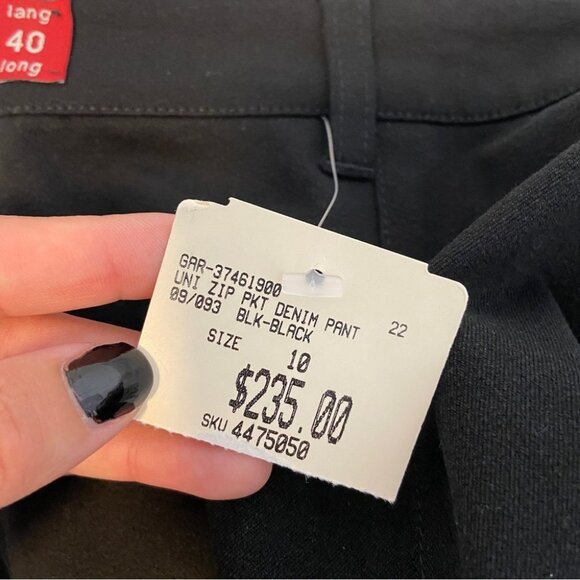 lang
40
long
GAR-37461900
UNI ZIP PKT DENIM PANT 22
09/093 BLK-BLACK
SIZE 10
$235.00
SKU 4475050